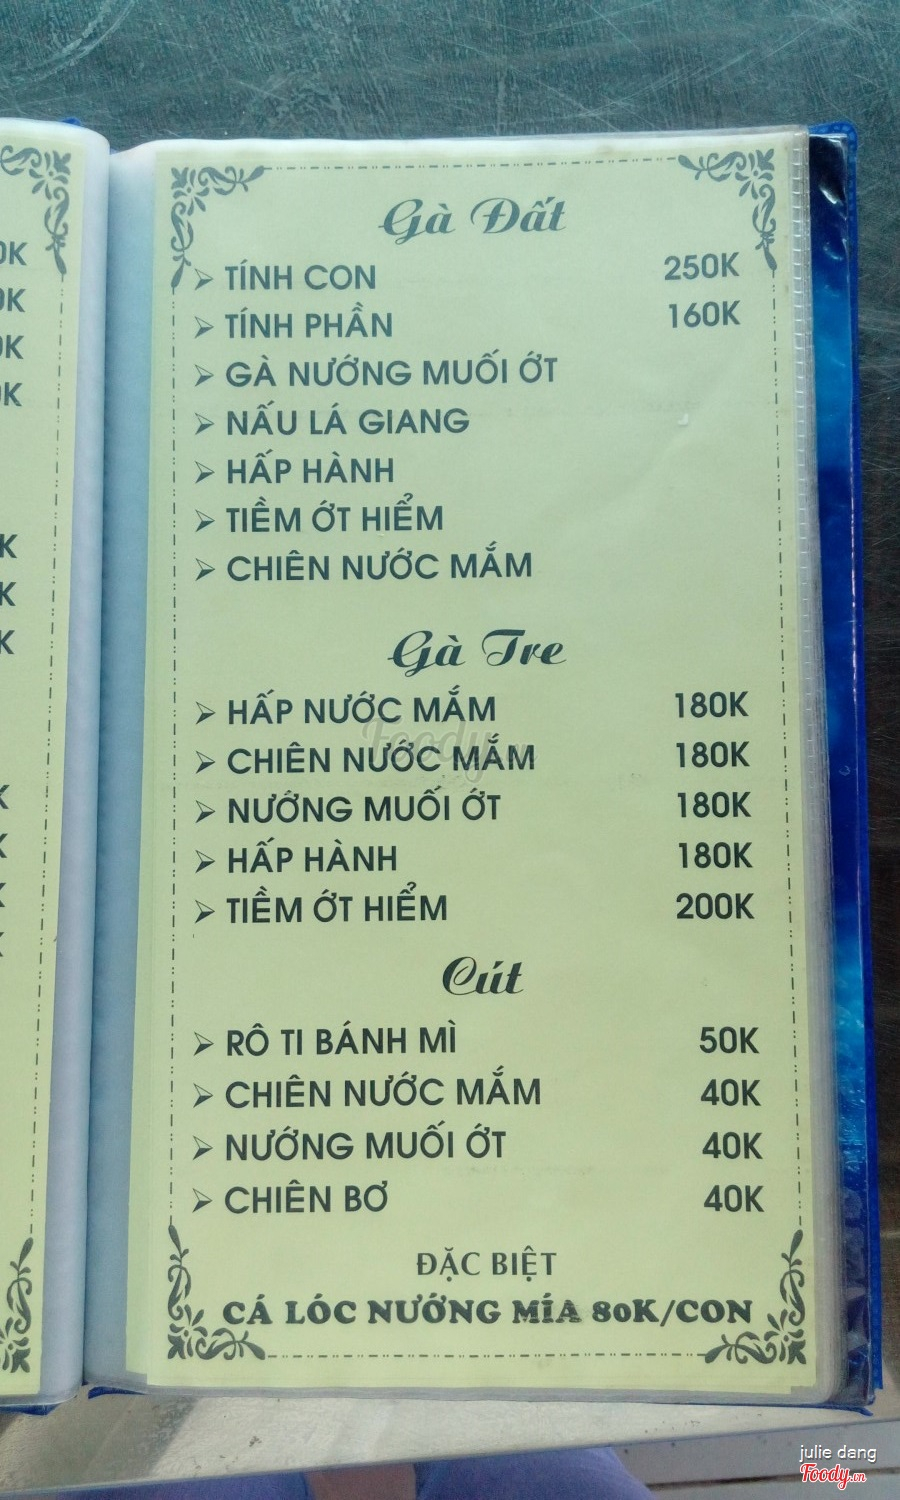 Gà Đất
TÍNH CON 250K
TÍNH PHẦN 160K
GÀ NƯỚNG MUỐI ỚT
NẤU LÁ GIANG
HẤP HÀNH
TIỀM ỚT HIỂM
CHIÊN NƯỚC MẮM
Gà Tre
HẤP NƯỚC MẮM 180K
CHIÊN NƯỚC MẮM 180K
NƯỚNG MUỐI ỚT 180K
HẤP HÀNH 180K
TIỀM ỚT HIỂM 200K
Cút
RÔ TI BÁNH MÌ 50K
CHIÊN NƯỚC MẮM 40K
NƯỚNG MUỐI ỚT 40K
CHIÊN BƠ 40K
ĐẶC BIỆT
CÁ LÓC NƯỚNG MÍA 80K/CON
Foody.vn
julie dang
Foody.vn